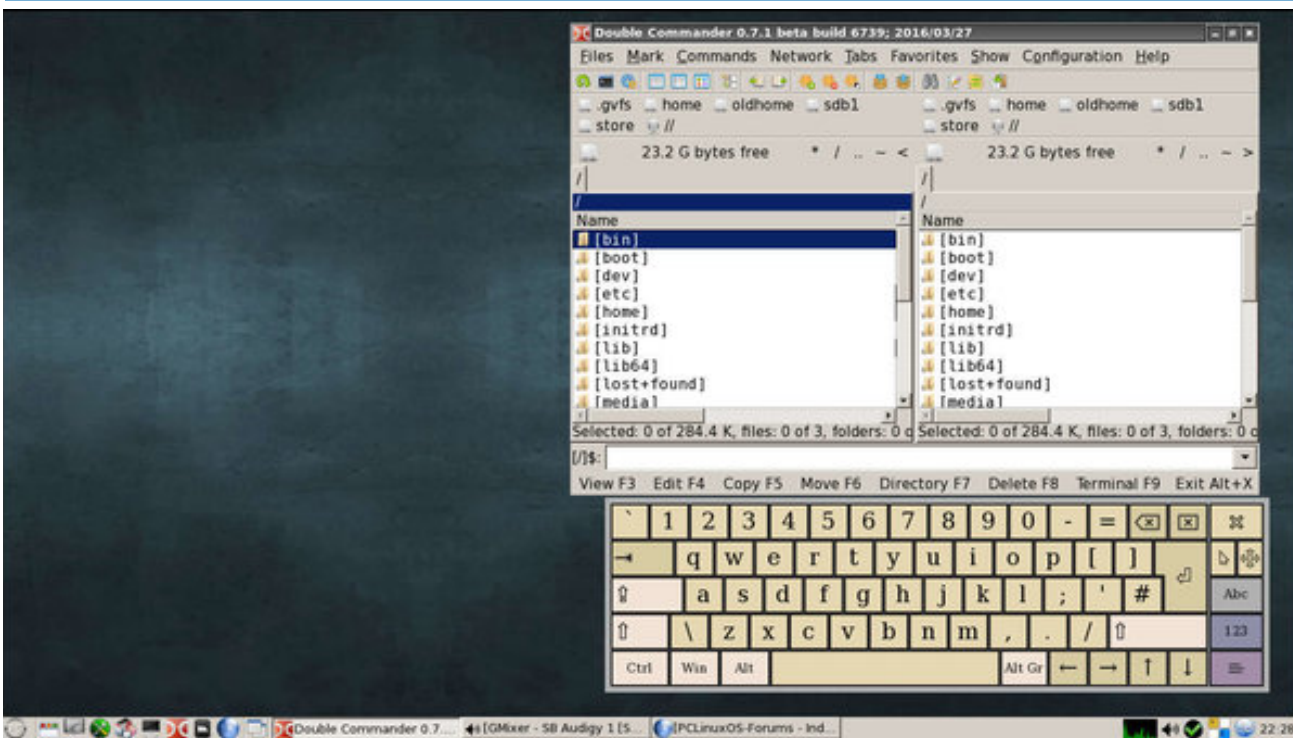 Double Commander 0.7.1 beta build 6739; 2016/03/27
Files Mark Commands Network Tabs Favorites Show Configuration Help
.gvfs home oldhome sdb1 .gvfs home oldhome sdb1
store // store //
23.2 G bytes free * / .. ~ < 23.2 G bytes free * / .. ~ >
/ /
/ /
Name Name
[bin] [bin]
[boot] [boot]
[dev] [dev]
[etc] [etc]
[home] [home]
[initrd] [initrd]
[lib] [lib]
[lib64] [lib64]
[lost+found] [lost+found]
[media] [media]
Selected: 0 of 284.4 K, files: 0 of 3, folders: 0 Selected: 0 of 284.4 K, files: 0 of 3, folders: 0
[/]$:
View F3 Edit F4 Copy F5 Move F6 Directory F7 Delete F8 Terminal F9 Exit Alt+X
` 1 2 3 4 5 6 7 8 9 0 - =
q w e r t y u i o p [ ]
a s d f g h j k l ; ' # Abc
\ z x c v b n m , . / 123
Ctrl Win Alt Alt Gr ← → ↑ ↓
Double Commander 0.7.... [GMixer - SB Audigy 1 [S... [PCLinuxOS-Forums - Ind... 22:28